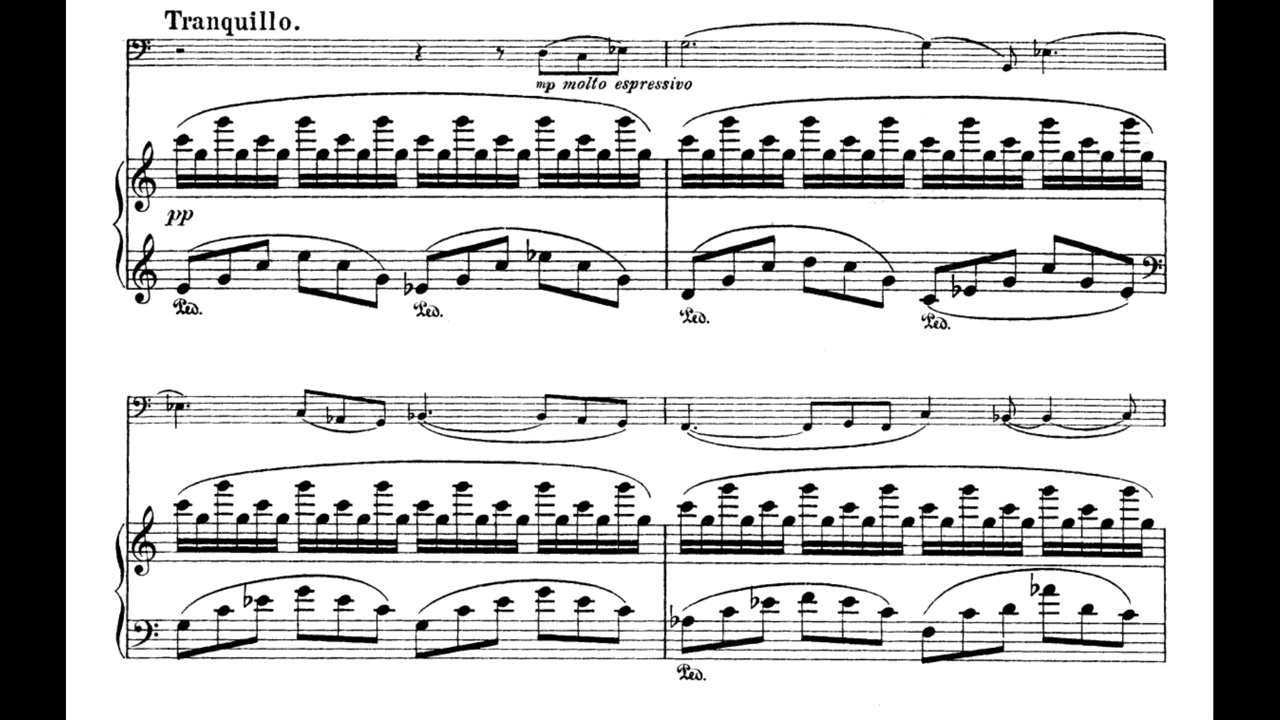 Tranquillo.
mp molto espressivo
pp
Ped. Ped. Ped. Ped.
Ped.